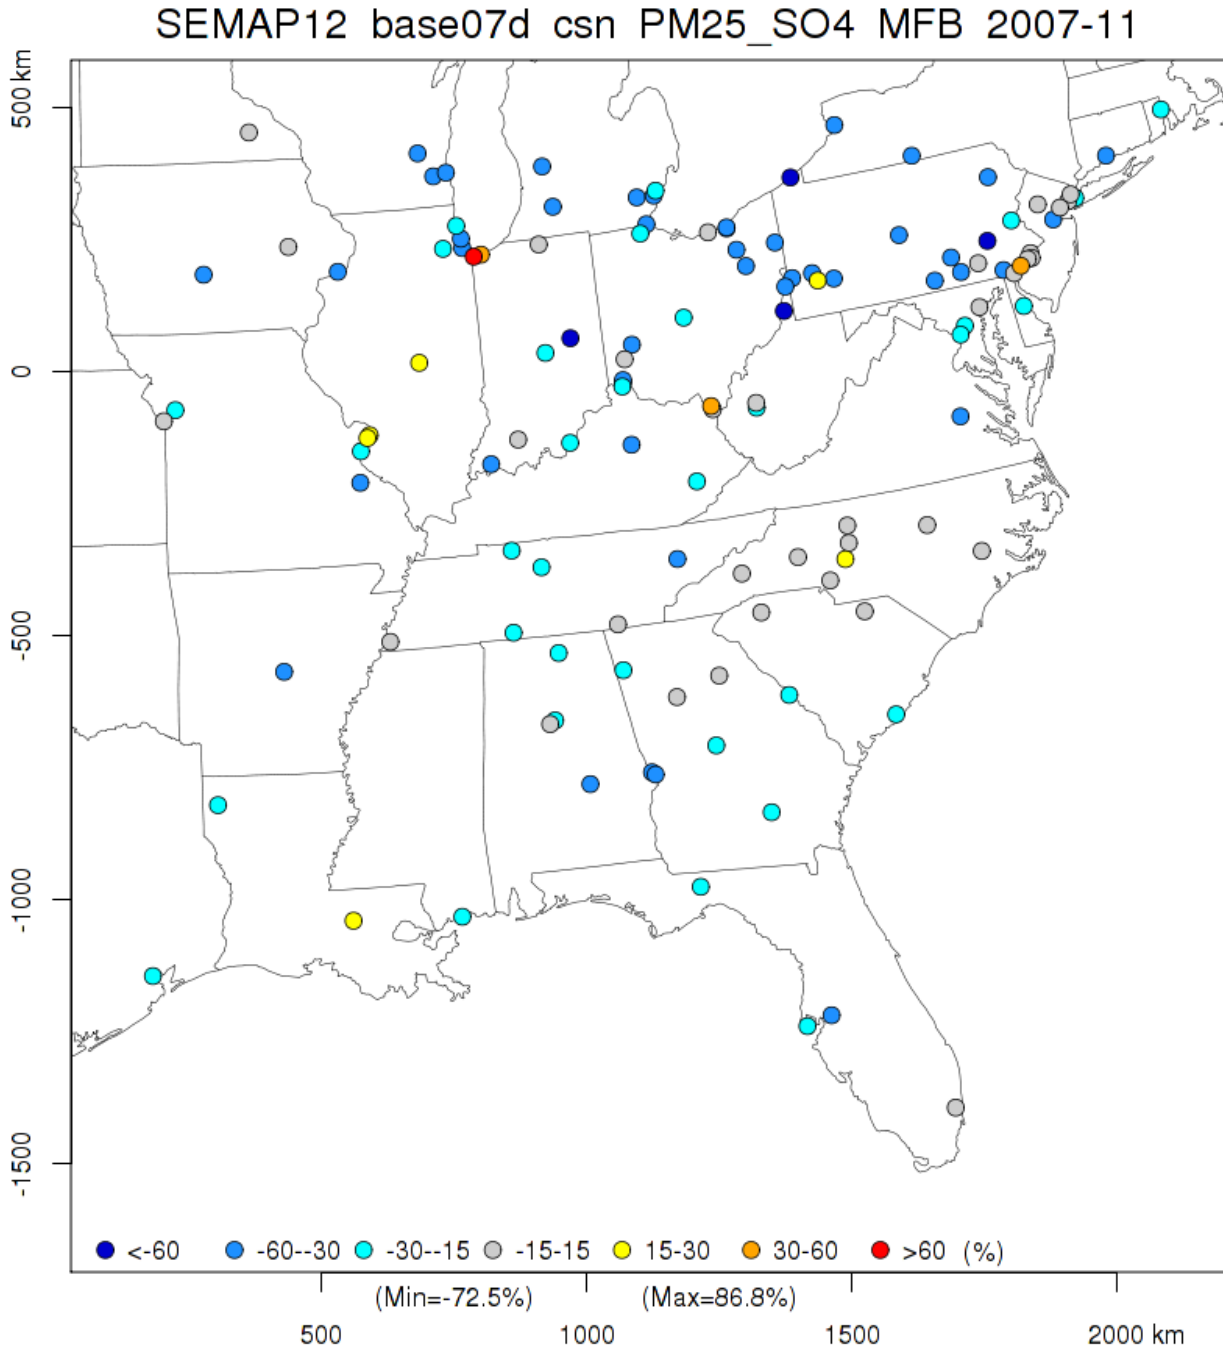 SEMAP12 base07d csn PM25_SO4 MFB 2007-11
500 km
0
-500
-1000
-1500
<-60 -60--30 -30--15 -15-15 15-30 30-60 >60 (%)
(Min=-72.5%) (Max=86.8%)
500 1000 1500 2000 km